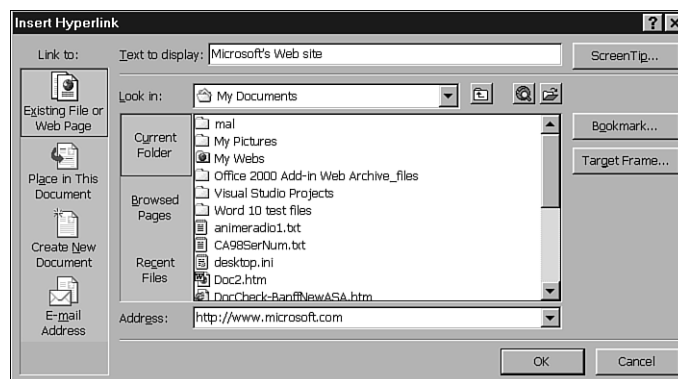 Insert Hyperlink
Link to:
Text to display: Microsoft's Web site
ScreenTip...
Existing File or
Web Page
Place in This
Document
Create New
Document
E-mail
Address
Look in: My Documents
Current
Folder
Browsed
Pages
Recent
Files
mal
My Pictures
My Webs
Office 2000 Add-in Web Archive_files
Visual Studio Projects
Word 10 test files
animeradio1.txt
CA98SerNum.txt
desktop.ini
Doc2.htm
DocCheck-BanffNewASA.htm
Bookmark...
Target Frame...
Address: http://www.microsoft.com
OK
Cancel